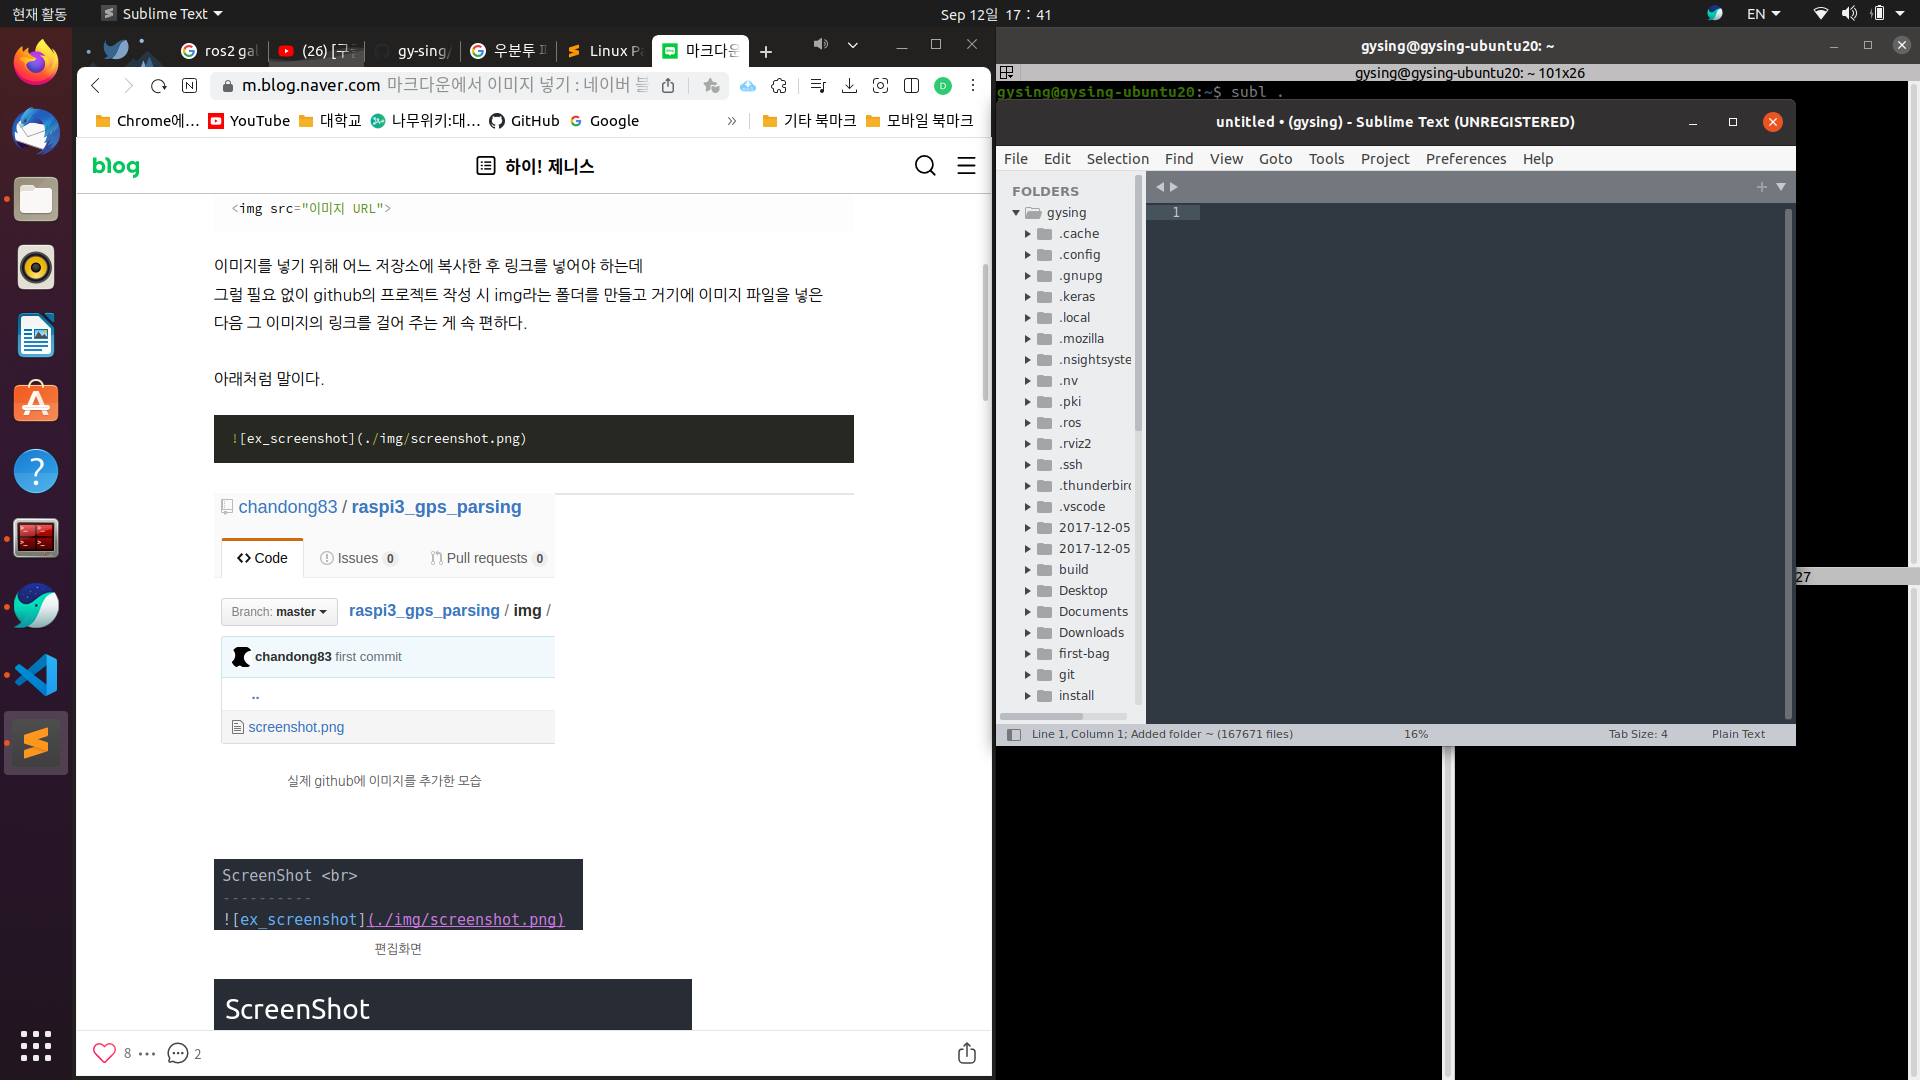 현재 활동
Sublime Text
Sep 12일 17 : 41
EN
ros2 gal
(26) [구
gy-sing/
우분투
Linux P
마크다운
m.blog.naver.com 마크다운에서 이미지 넣기 : 네이버 블
Chrome에... YouTube 대학교 나무위키:대... GitHub Google » 기타 북마크 모바일 북마크
blog
하이! 제니스
<img src="이미지 URL">
이미지를 넣기 위해 어느 저장소에 복사한 후 링크를 넣어야 하는데
그럴 필요 없이 github의 프로젝트 작성 시 img라는 폴더를 만들고 거기에 이미지 파일을 넣은
다음 그 이미지의 링크를 걸어 주는 게 속 편하다.
아래처럼 말이다.
![ex_screenshot](./img/screenshot.png)
chandong83 / raspi3_gps_parsing
Code Issues 0 Pull requests 0
Branch: master raspi3_gps_parsing / img /
chandong83 first commit
..
screenshot.png
실제 github에 이미지를 추가한 모습
ScreenShot <br>
----------
![ex_screenshot](./img/screenshot.png)
편집화면
ScreenShot
8 2
gysing@gysing-ubuntu20: ~
gysing@gysing-ubuntu20: ~ 101x26
gysing@gysing-ubuntu20:~$ subl .
untitled • (gysing) - Sublime Text (UNREGISTERED)
File Edit Selection Find View Goto Tools Project Preferences Help
FOLDERS
gysing
.cache
.config
.gnupg
.keras
.local
.mozilla
.nsightsyste
.nv
.pki
.ros
.rviz2
.ssh
.thunderbird
.vscode
2017-12-05
2017-12-05
build
Desktop
Documents
Downloads
first-bag
git
install
1
Line 1, Column 1; Added folder ~ (167671 files) 16% Tab Size: 4 Plain Text
27